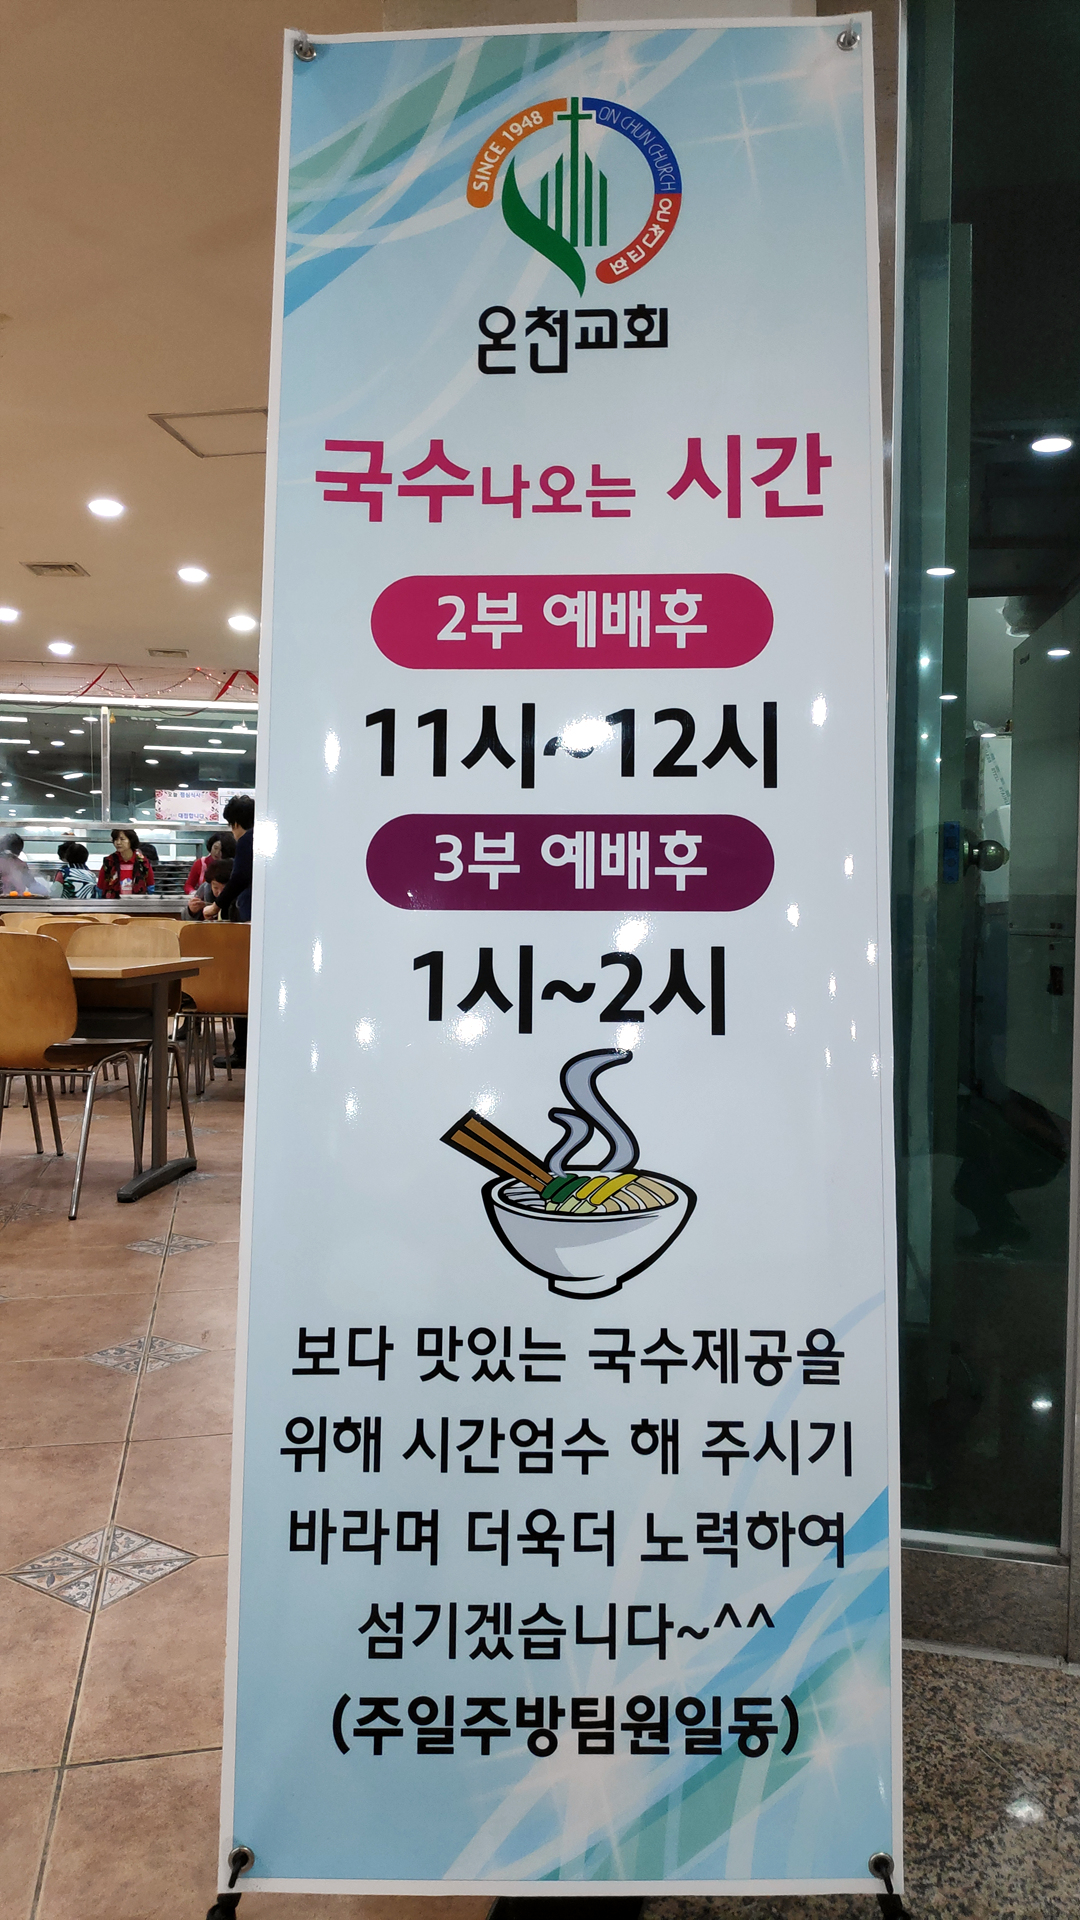 SINCE 1948
ON CHUN CHURCH
온천교회
온천교회
국수나오는 시간
2부 예배후
11시~12시
3부 예배후
1시~2시
보다 맛있는 국수제공을
위해 시간엄수 해 주시기
바라며 더욱더 노력하여
섬기겠습니다~^^
(주일주방팀원일동)